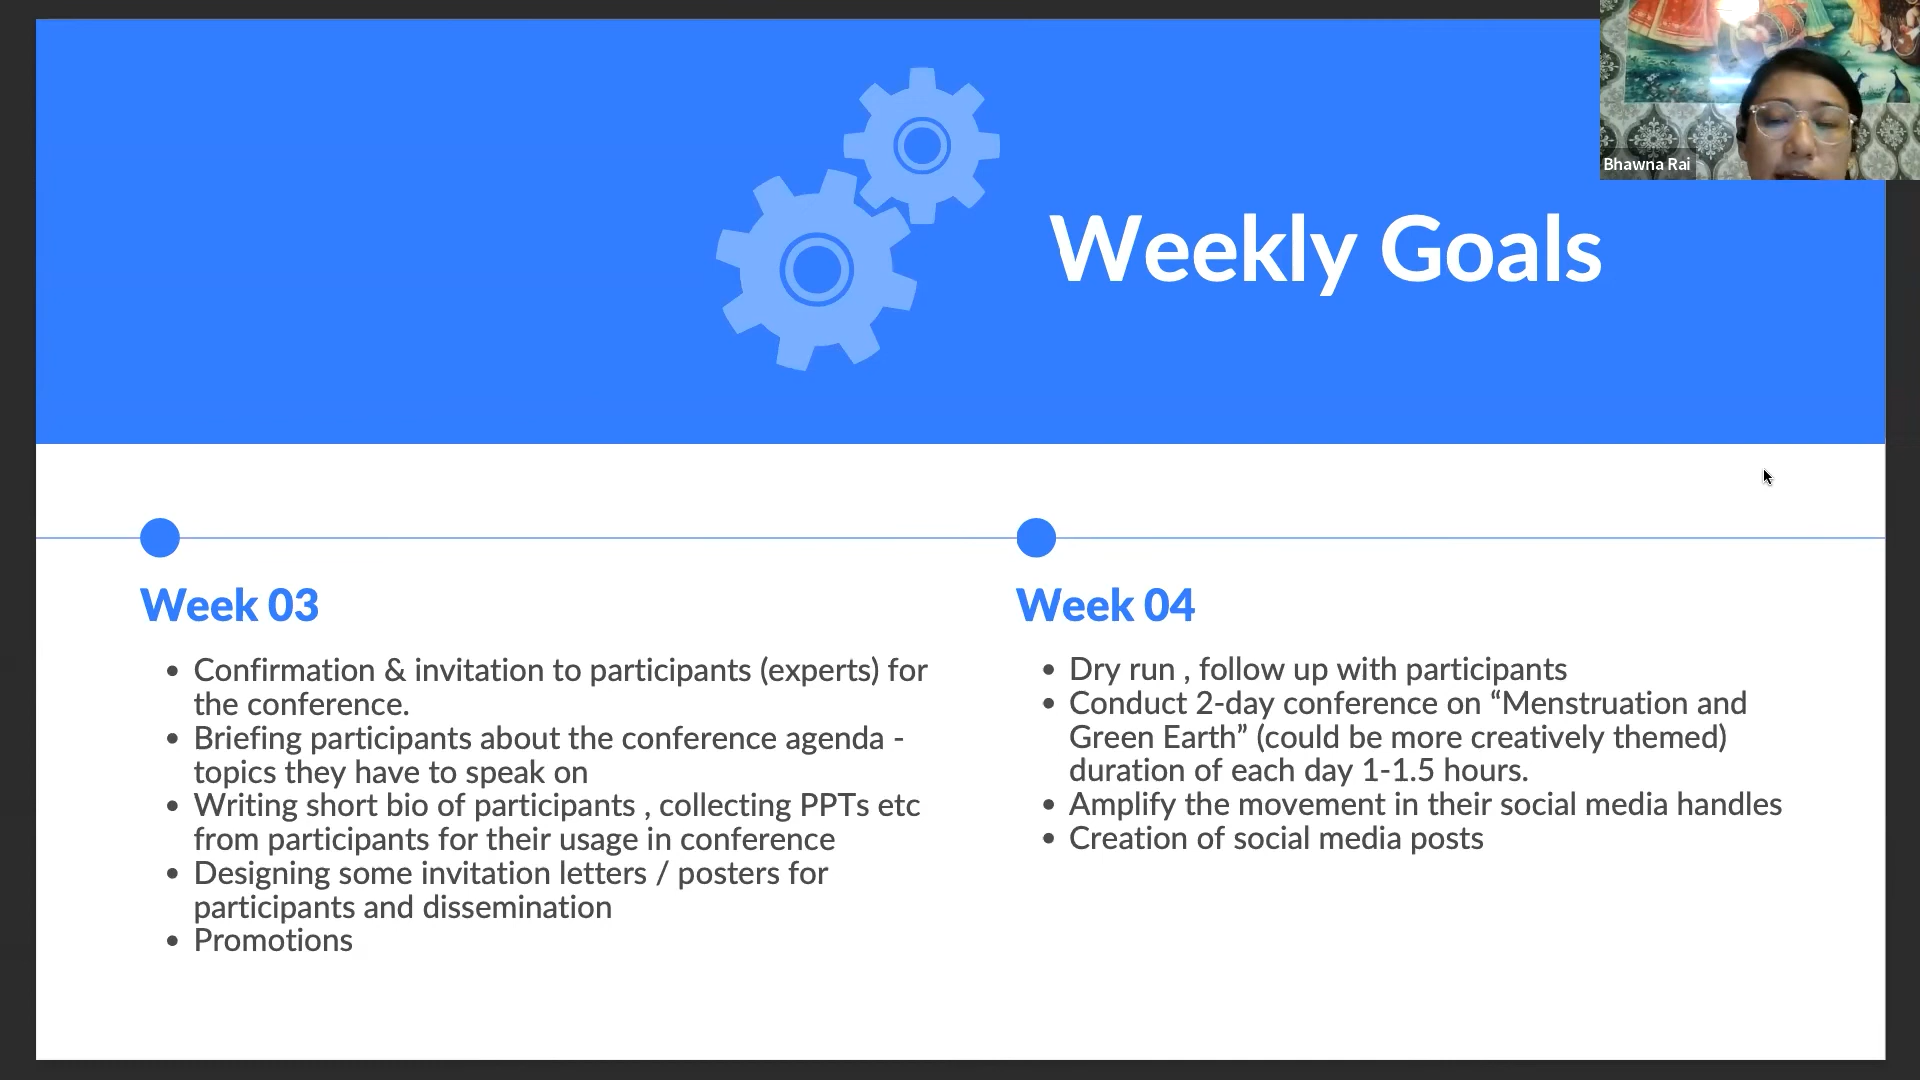 Bhawna Rai
Weekly Goals
Week 03
• Confirmation & invitation to participants (experts) for
the conference.
• Briefing participants about the conference agenda -
topics they have to speak on
• Writing short bio of participants , collecting PPTs etc
from participants for their usage in conference
• Designing some invitation letters / posters for
participants and dissemination
• Promotions
Week 04
• Dry run , follow up with participants
• Conduct 2-day conference on “Menstruation and
Green Earth” (could be more creatively themed)
duration of each day 1-1.5 hours.
• Amplify the movement in their social media handles
• Creation of social media posts